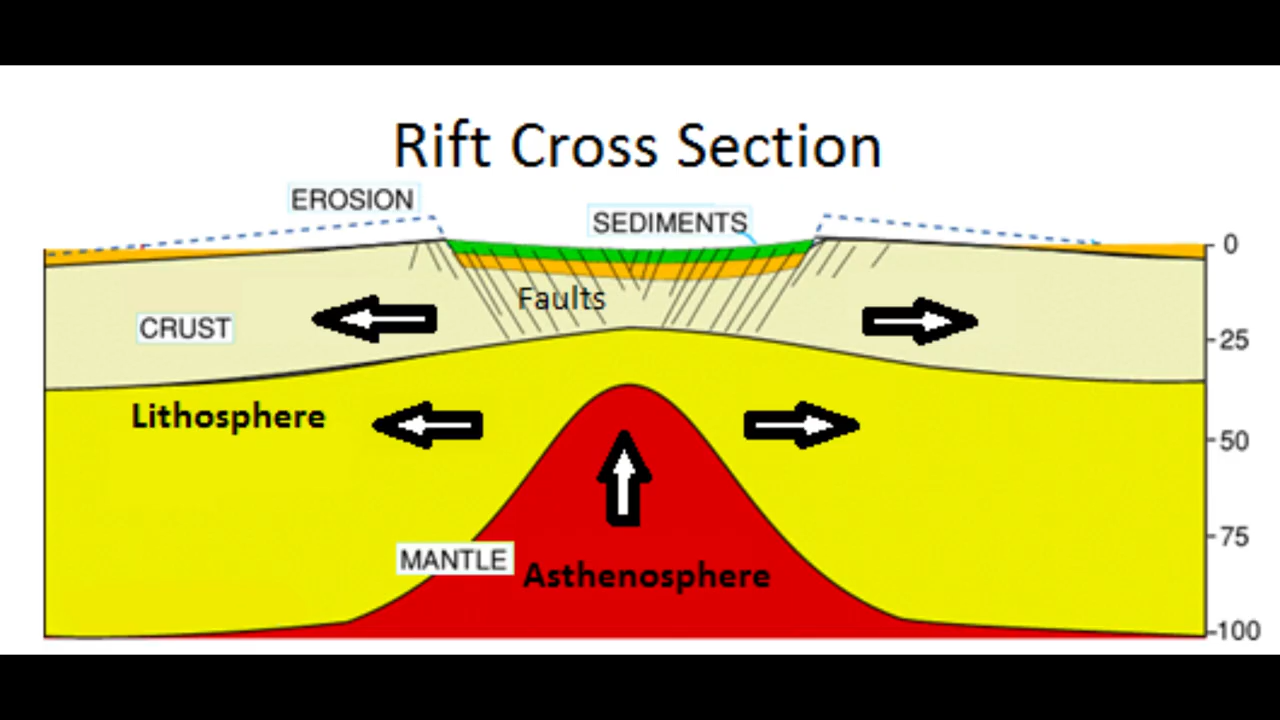 Rift Cross Section
EROSION
SEDIMENTS
0
Faults
CRUST
-25
Lithosphere
-50
-75
MANTLE
Asthenosphere
-100